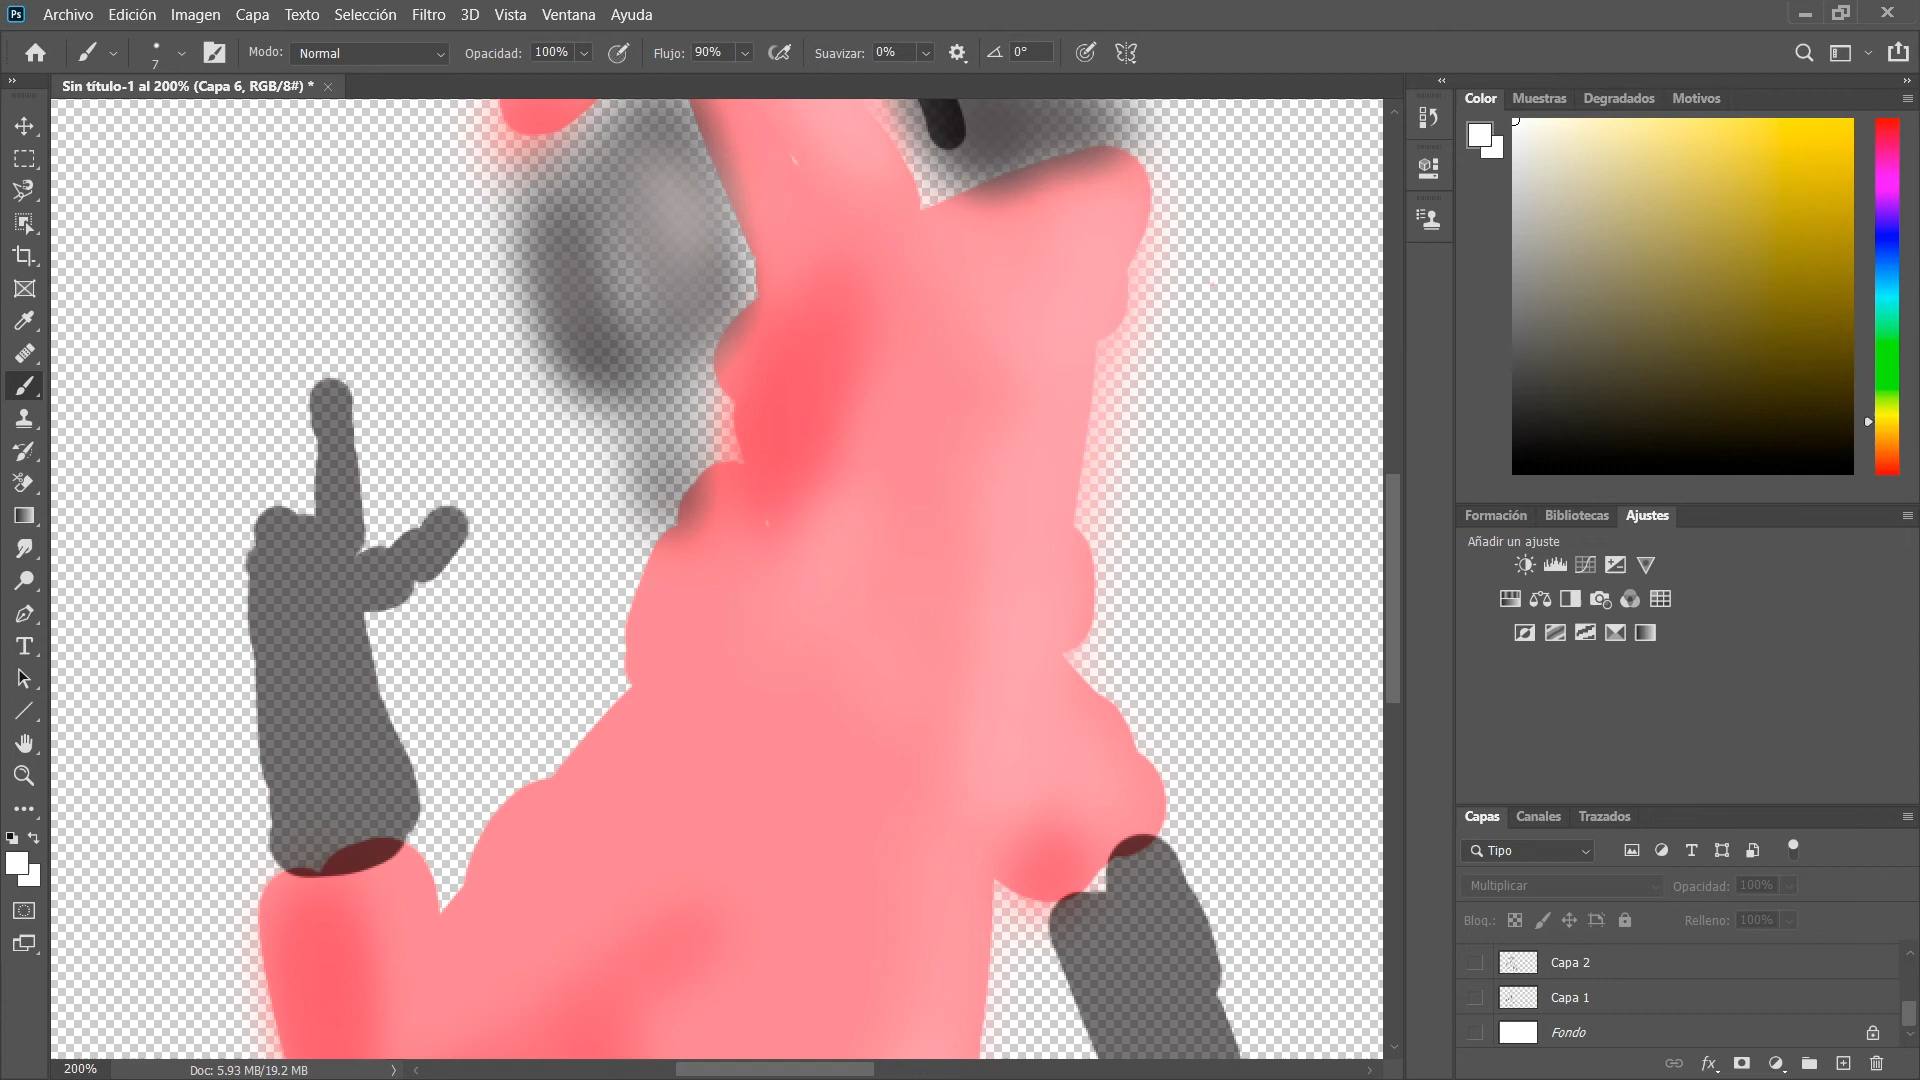 Ps Archivo Edición Imagen Capa Texto Selección Filtro 3D Vista Ventana Ayuda
7 Modo: Normal Opacidad: 100% Flujo: 90% Suavizar: 0% 0°
Sin título-1 al 200% (Capa 6, RGB/8#) *
Color Muestras Degradados Motivos
Formación Bibliotecas Ajustes
Añadir un ajuste
Capas Canales Trazados
Tipo
Multiplicar Opacidad: 100%
Bloq.: Relleno: 100%
Capa 2
Capa 1
Fondo
200% Doc: 5.93 MB/19.2 MB
fx